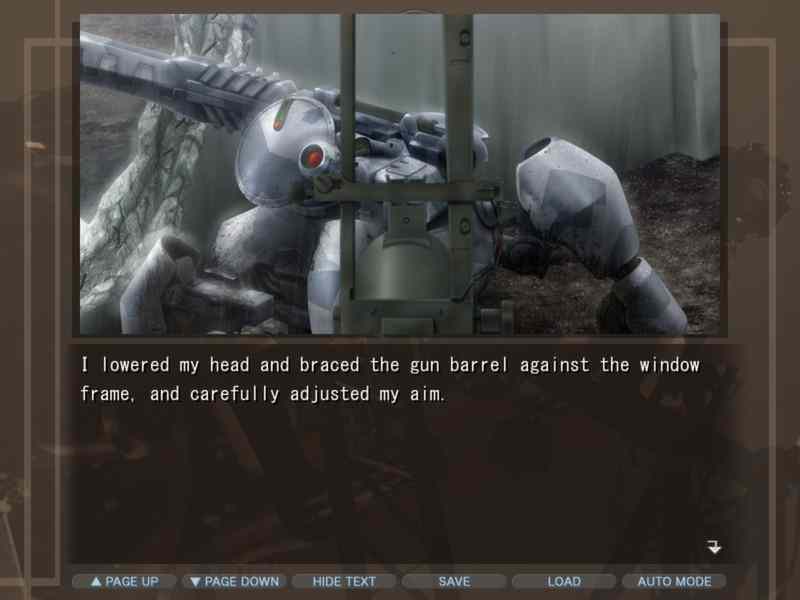 I lowered my head and braced the gun barrel against the window
frame, and carefully adjusted my aim.
▲ PAGE UP ▼ PAGE DOWN HIDE TEXT SAVE LOAD AUTO MODE